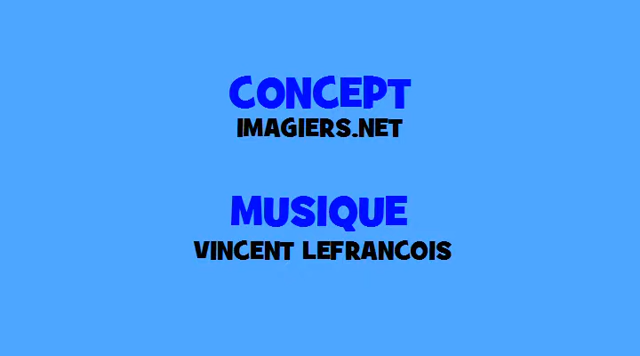 CONCEPT
IMAGIERS.NET
MUSIQUE
VINCENT LEFRANCOIS